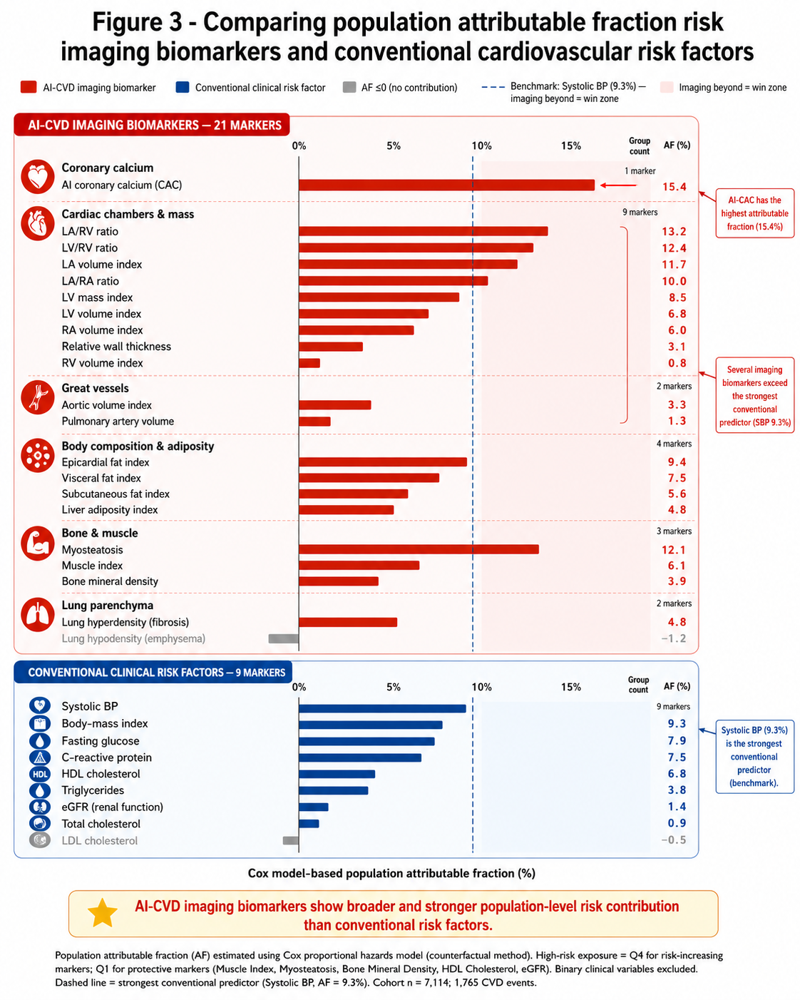 Figure 3 - Comparing population attributable fraction risk
imaging biomarkers and conventional cardiovascular risk factors
AI-CVD imaging biomarker
Conventional clinical risk factor
AF ≤0 (no contribution)
Benchmark: Systolic BP (9.3%) —
imaging beyond = win zone
Imaging beyond = win zone
AI-CVD IMAGING BIOMARKERS — 21 MARKERS
0% 5% 10% 15% Group count AF (%)
Coronary calcium 1 marker
AI coronary calcium (CAC) 15.4
AI-CAC has the
highest attributable
fraction (15.4%)
Cardiac chambers & mass 9 markers
LA/RV ratio 13.2
LV/RV ratio 12.4
LA volume index 11.7
LA/RA ratio 10.0
LV mass index 8.5
LV volume index 6.8
RA volume index 6.0
Relative wall thickness 3.1
RV volume index 0.8
Several imaging
biomarkers exceed
the strongest
conventional
predictor (SBP 9.3%)
Great vessels 2 markers
Aortic volume index 3.3
Pulmonary artery volume 1.3
Body composition & adiposity 4 markers
Epicardial fat index 9.4
Visceral fat index 7.5
Subcutaneous fat index 5.6
Liver adiposity index 4.8
Bone & muscle 3 markers
Myosteatosis 12.1
Muscle index 6.1
Bone mineral density 3.9
Lung parenchyma 2 markers
Lung hyperdensity (fibrosis) 4.8
Lung hypodensity (emphysema) −1.2
CONVENTIONAL CLINICAL RISK FACTORS — 9 MARKERS
0% 5% 10% 15% Group count AF (%)
Systolic BP 9 markers
Body-mass index 9.3
Fasting glucose 7.9
C-reactive protein 7.5
HDL HDL cholesterol 6.8
Triglycerides 3.8
eGFR (renal function) 1.4
Total cholesterol 0.9
LDL cholesterol −0.5
Systolic BP (9.3%)
is the strongest
conventional
predictor
(benchmark).
Cox model-based population attributable fraction (%)
AI-CVD imaging biomarkers show broader and stronger population-level risk contribution
than conventional risk factors.
Population attributable fraction (AF) estimated using Cox proportional hazards model (counterfactual method). High-risk exposure = Q4 for risk-increasing
markers; Q1 for protective markers (Muscle Index, Myosteatosis, Bone Mineral Density, HDL Cholesterol, eGFR). Binary clinical variables excluded.
Dashed line = strongest conventional predictor (Systolic BP, AF = 9.3%). Cohort n = 7,114; 1,765 CVD events.